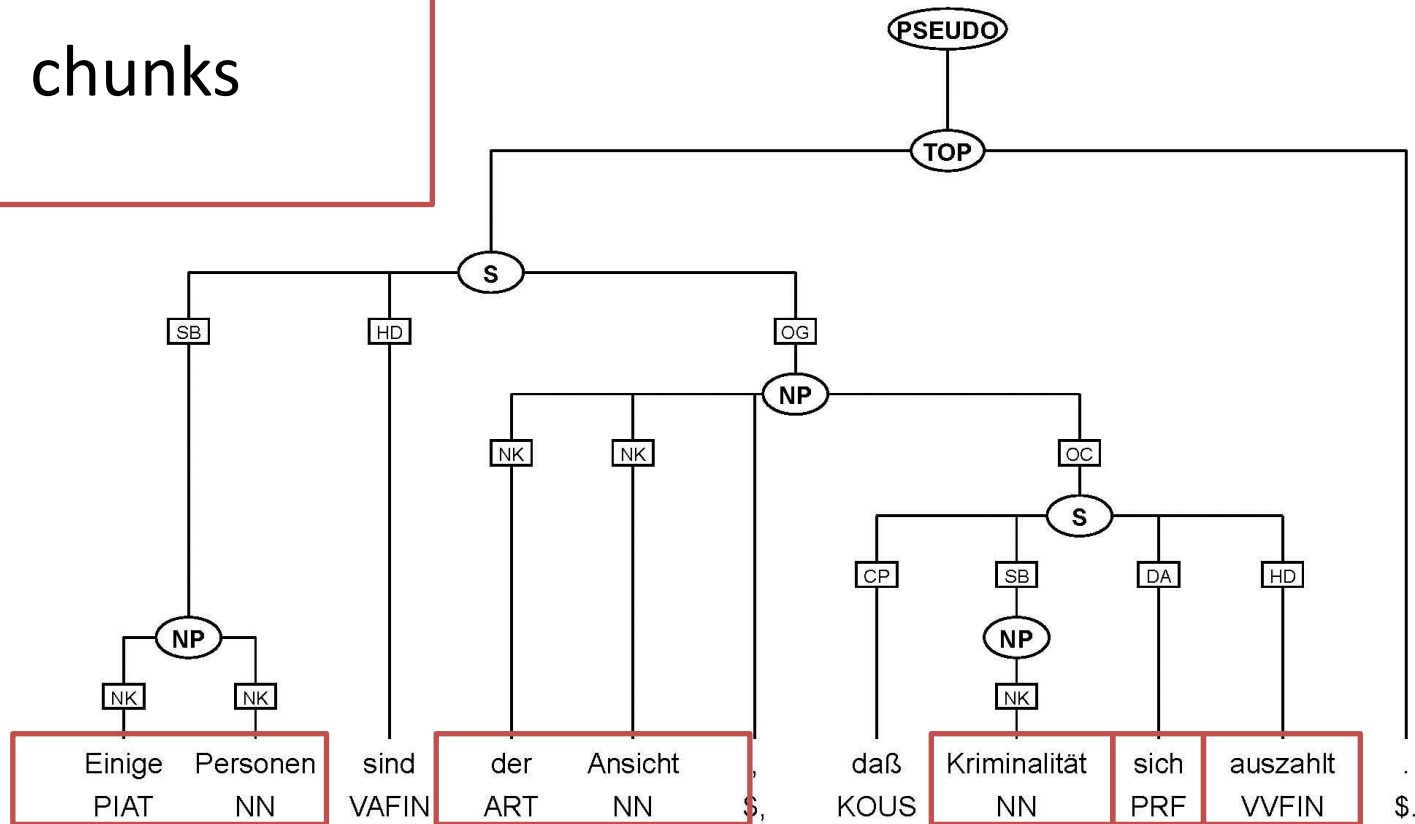 chunks
PSEUDO
TOP
S
SB HD OG
NP
NK NK OC
S
CP SB DA HD
NP NP
NK NK NK
Einige Personen sind der Ansicht , daß Kriminalität sich auszahlt .
PIAT NN VAFIN ART NN $, KOUS NN PRF VVFIN $.